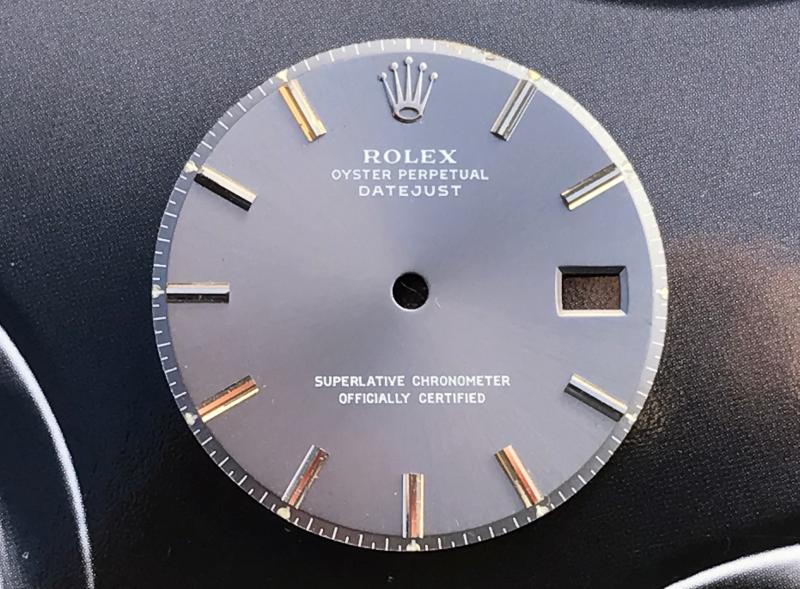 ROLEX
OYSTER PERPETUAL
DATEJUST
SUPERLATIVE CHRONOMETER
OFFICIALLY CERTIFIED